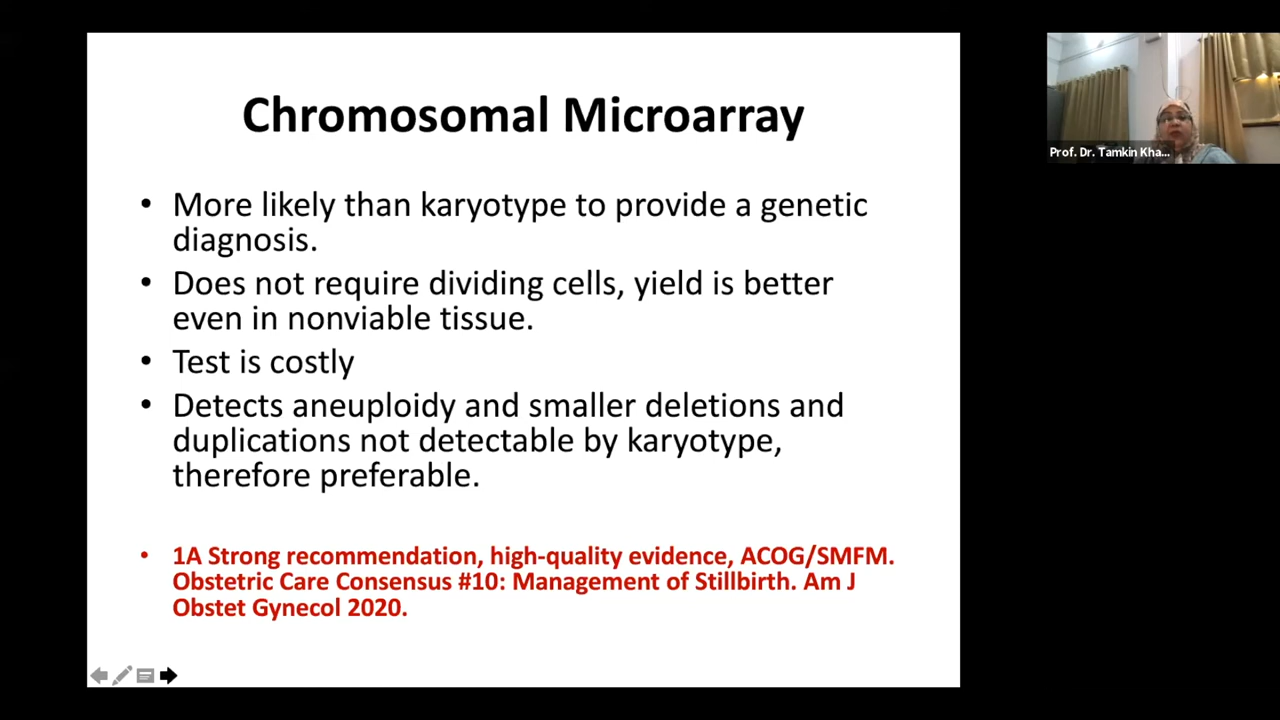 Chromosomal Microarray
• More likely than karyotype to provide a genetic
diagnosis.
• Does not require dividing cells, yield is better
even in nonviable tissue.
• Test is costly
• Detects aneuploidy and smaller deletions and
duplications not detectable by karyotype,
therefore preferable.
• 1A Strong recommendation, high-quality evidence, ACOG/SMFM.
Obstetric Care Consensus #10: Management of Stillbirth. Am J
Obstet Gynecol 2020.
Prof. Dr. Tamkin Kha...